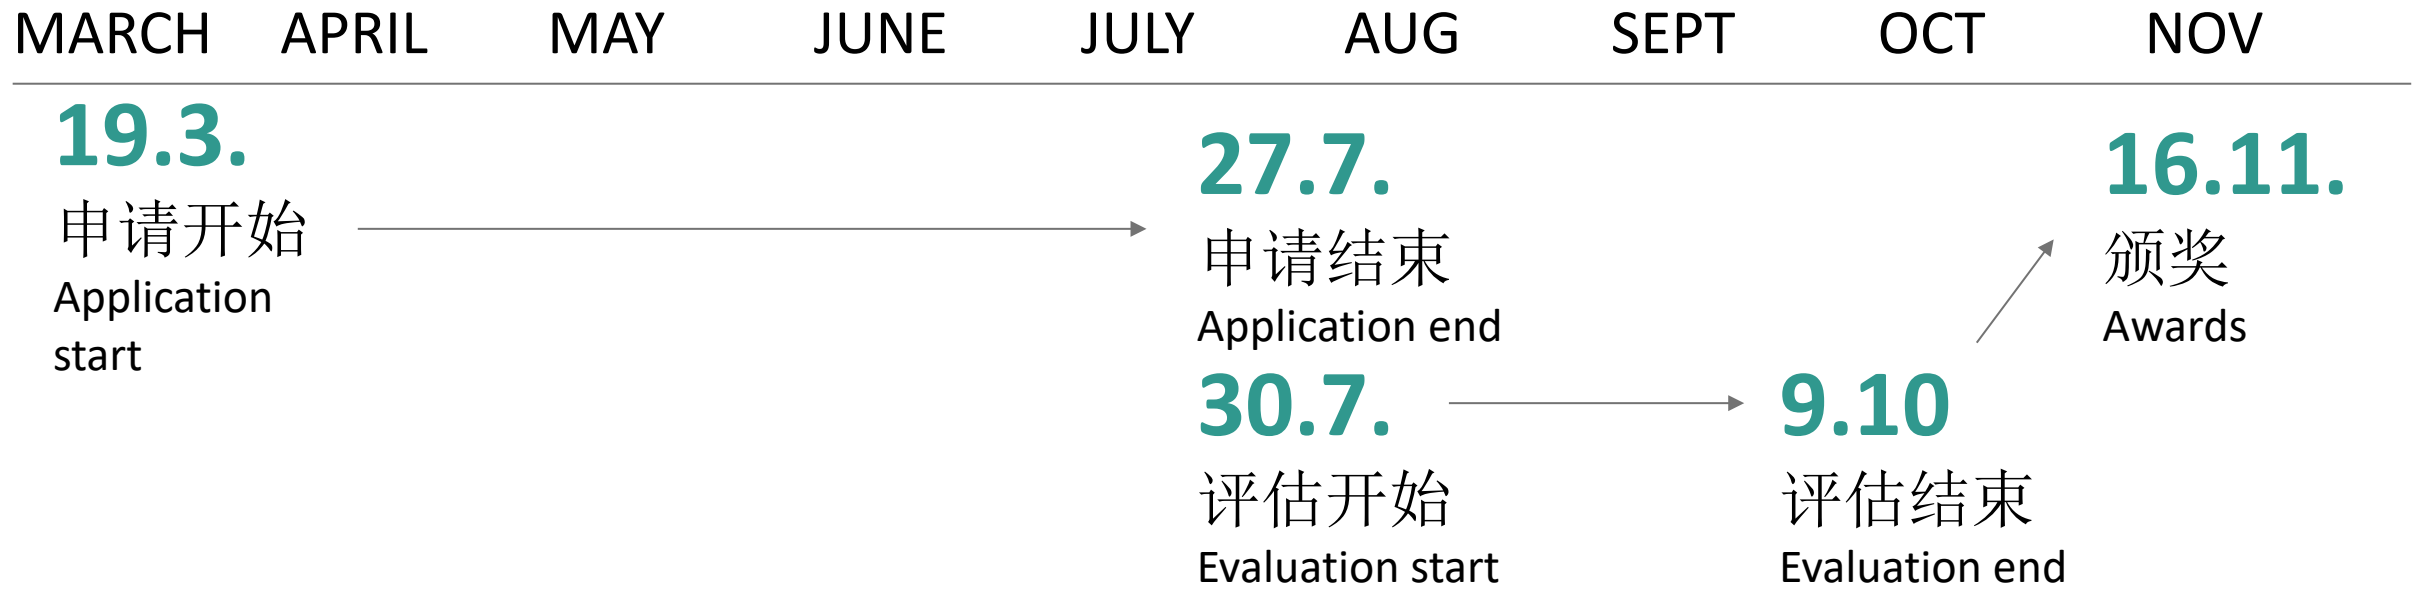 MARCH APRIL MAY JUNE JULY AUG SEPT OCT NOV
19.3.
申请开始
Application
start
27.7.
申请结束
Application end
30.7.
评估开始
Evaluation start
9.10
评估结束
Evaluation end
16.11.
颁奖
Awards